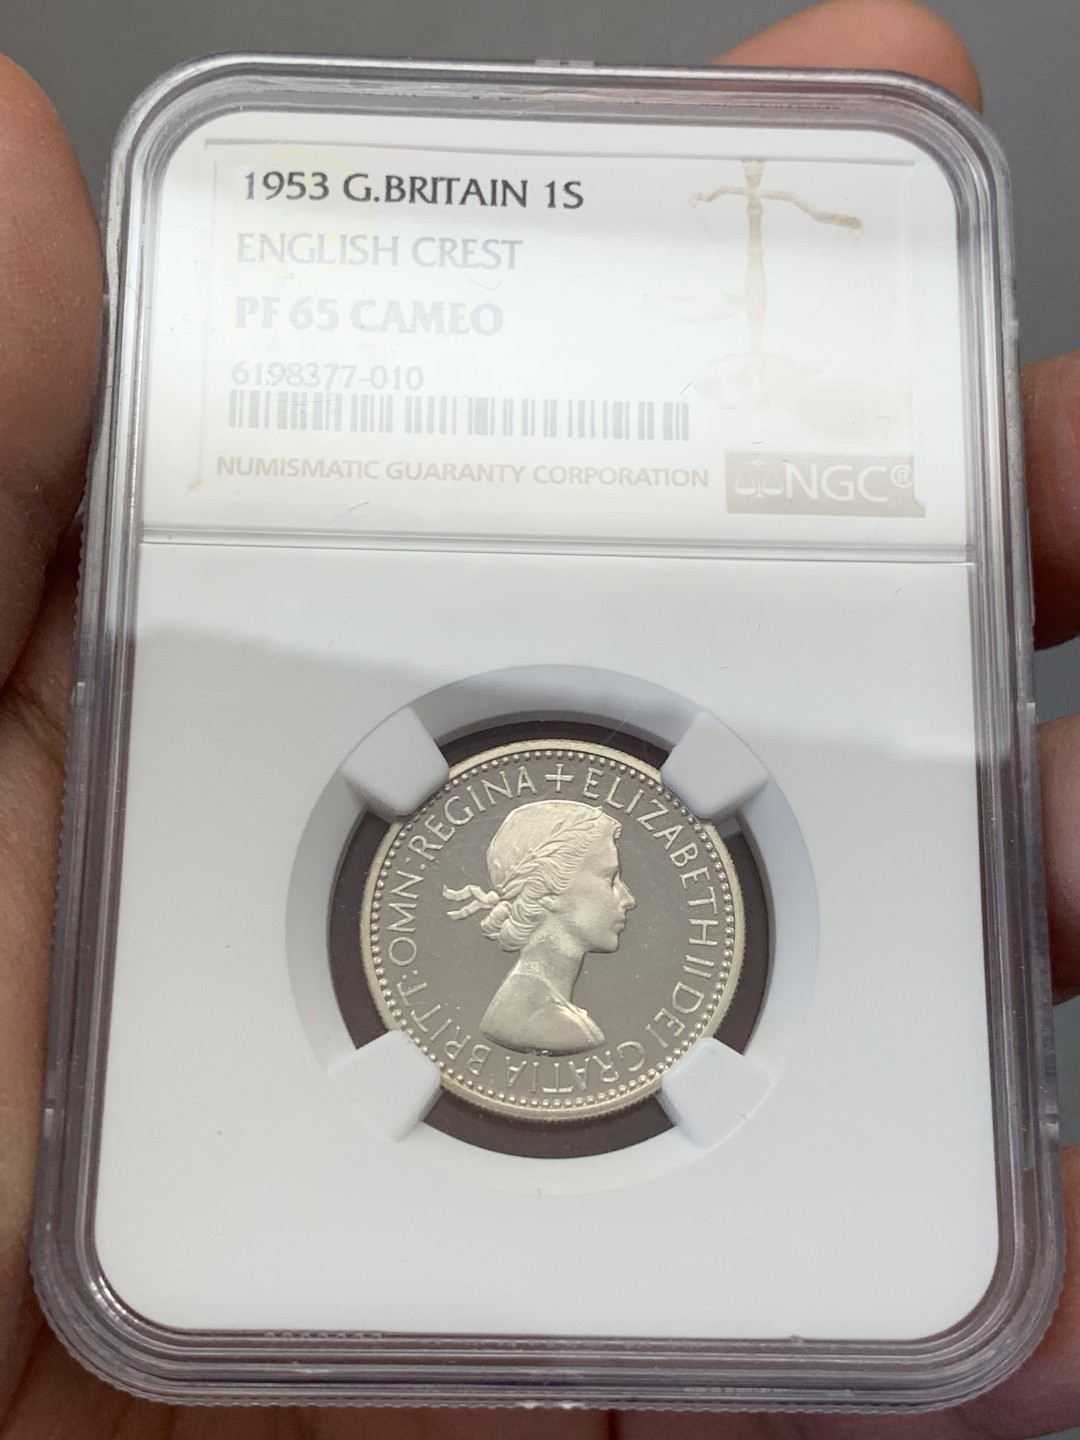 1953 G.BRITAIN 1S
ENGLISH CREST
PF 65 CAMEO
6198377-010
NUMISMATIC GUARANTY CORPORATION
NGC®
+ ELIZABETH II DEI GRATIA BRITT:OMN:REGINA